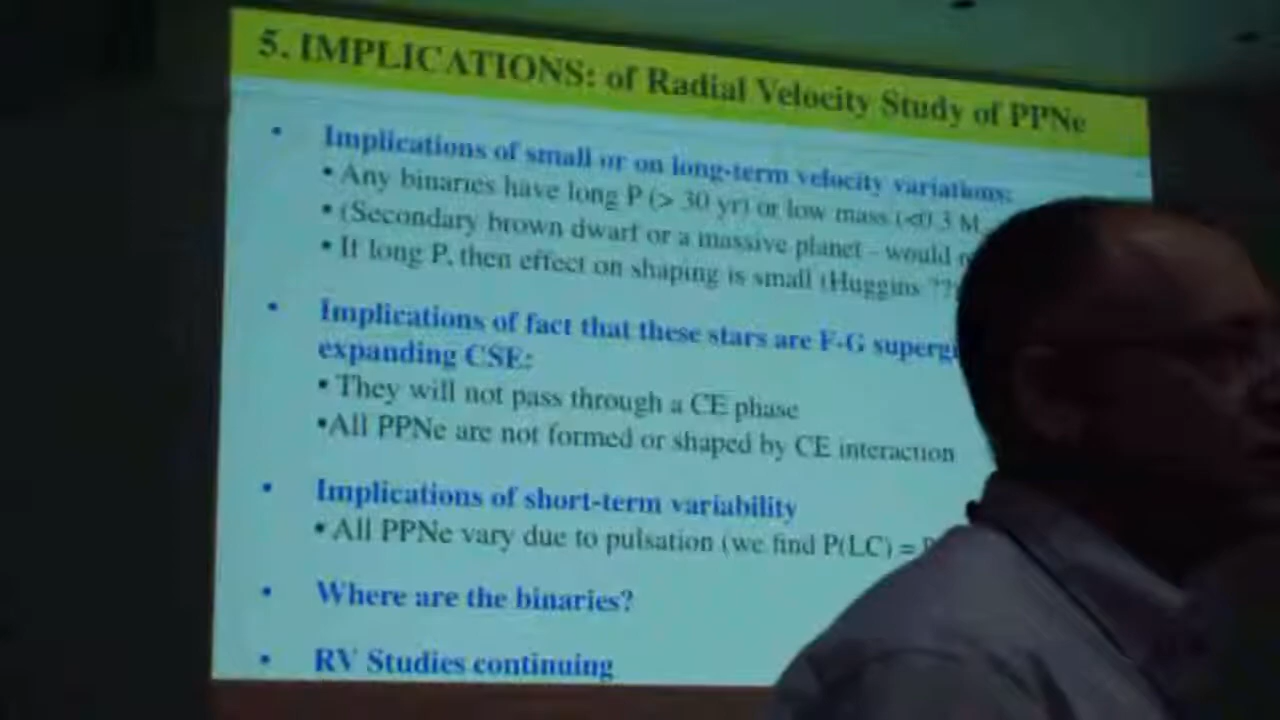 5. IMPLICATIONS: of Radial Velocity Study of PPNe
• Implications of small or on long-term velocity variations:
• Any binaries have long P (> 30 yr) or low mass (<0.3 M
• (Secondary brown dwarf or a massive planet - would
• If long P, then effect on shaping is small (Huggins ??
• Implications of fact that these stars are F-G
expanding CSE:
• They will not pass through a CE phase
•All PPNe are not formed or shaped by CE interaction
• Implications of short-term variability
• All PPNe vary due to pulsation (we find P(LC) =
• Where are the binaries?
• RV Studies continuing